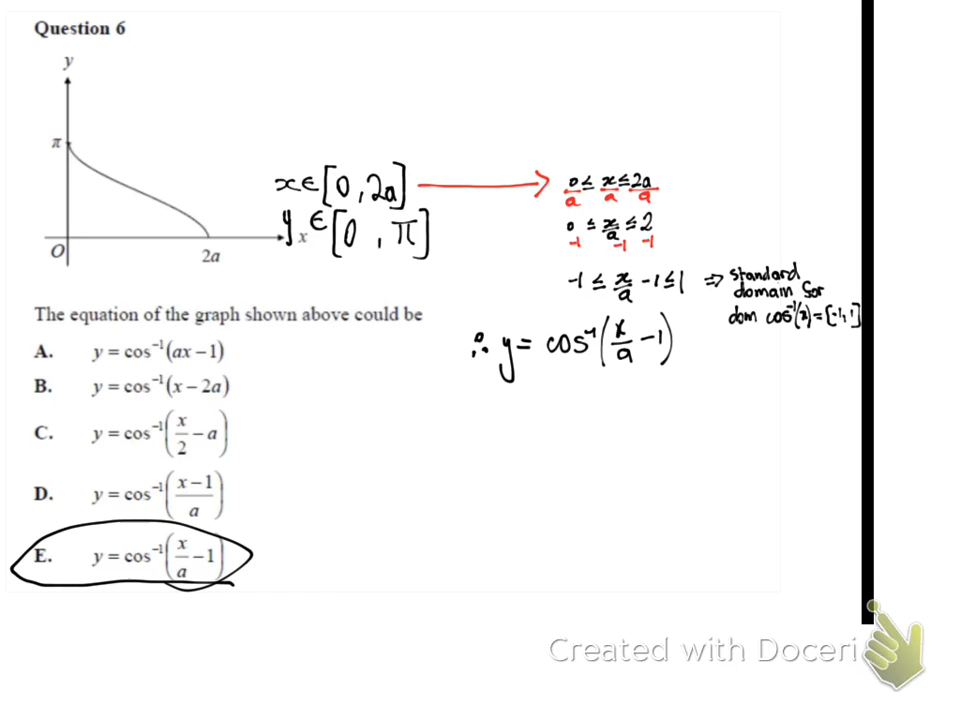 Question 6
y
π
O
2a
x
x∈[0,2a]
y∈[0,π]
0/a ≤ x/a ≤ 2a/a
0 ≤ x/a ≤ 2
-1 -1 -1
-1 ≤ x/a -1 ≤ 1 ⇒ standard
domain for
dom cos⁻¹(x)=[-1,1]
∴ y = cos⁻¹(x/a -1)
The equation of the graph shown above could be
A. y = cos⁻¹(ax − 1)
B. y = cos⁻¹(x − 2a)
C. y = cos⁻¹(x/2 − a)
D. y = cos⁻¹((x−1)/a)
E. y = cos⁻¹(x/a − 1)
Created with Doceri